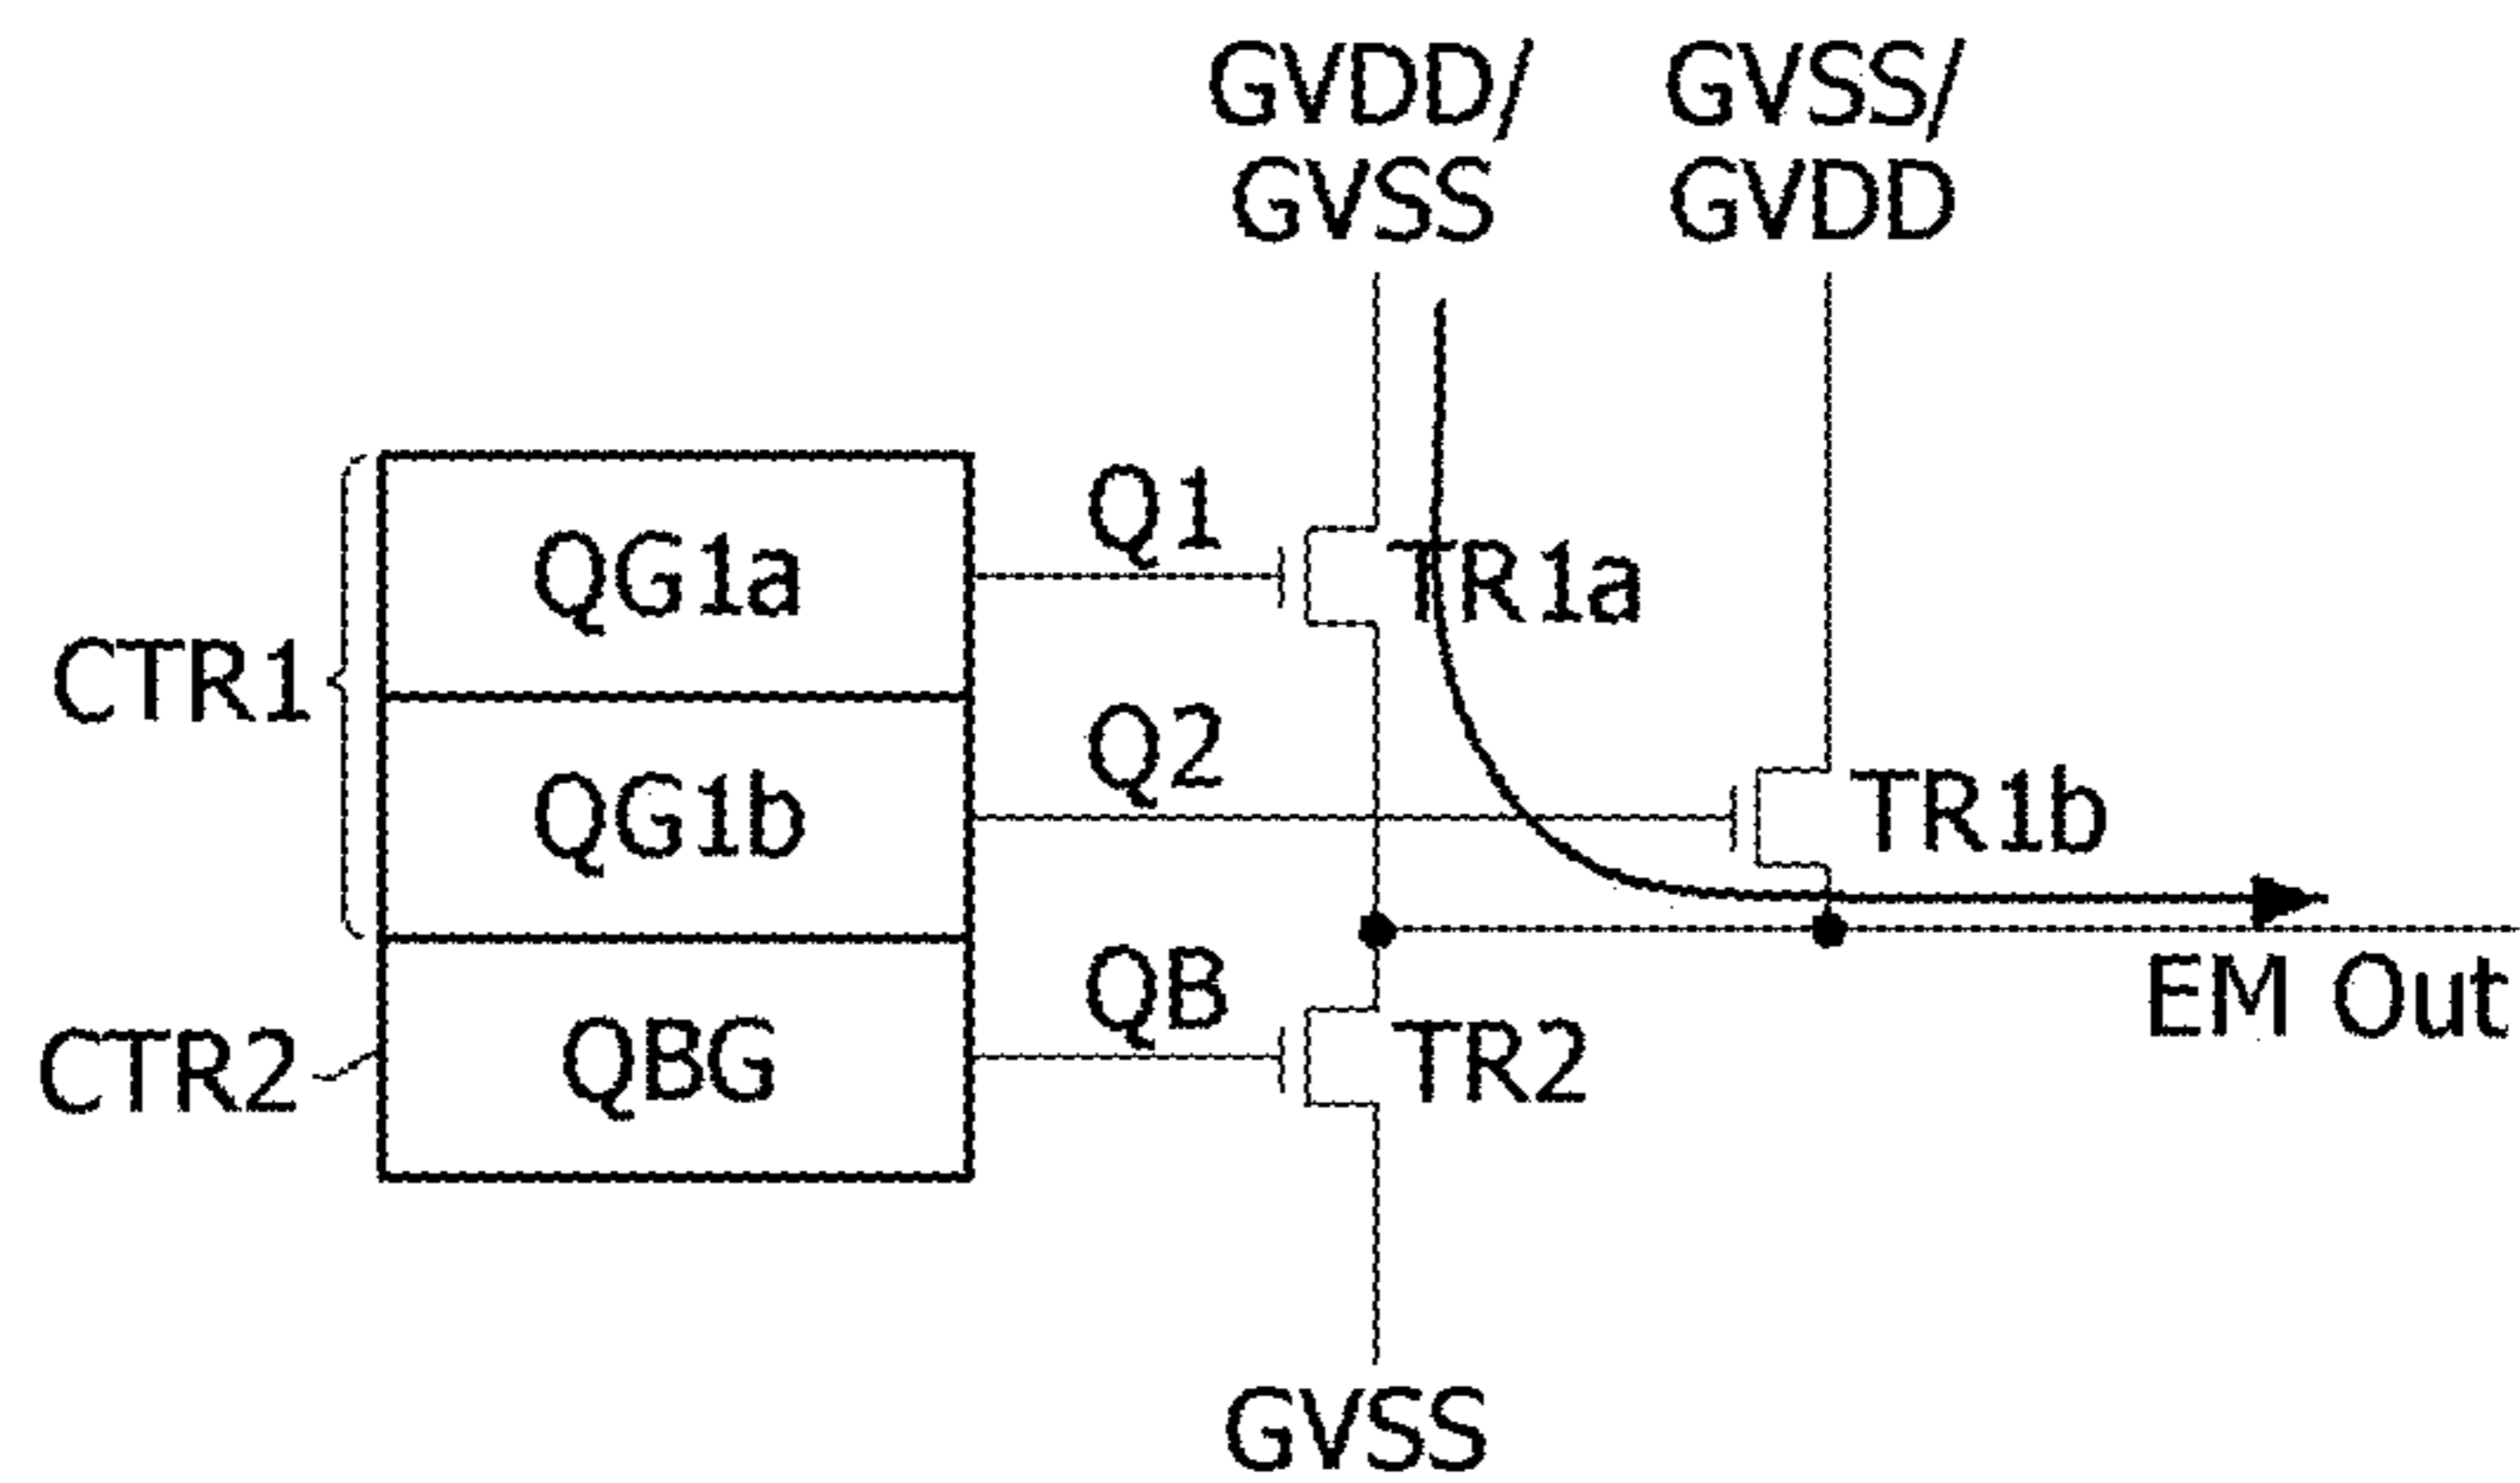 GVDD/
GVSS
GVSS/
GVDD
Q1
QG1a
TR1a
CTR1
Q2
QG1b
TR1b
QB
EM Out
CTR2
QBG
TR2
GVSS